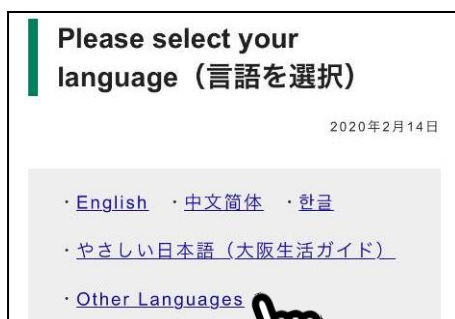 Please select your
language（言語を選択）
2020年2月14日
・English ・中文简体 ・한글
・やさしい日本語（大阪生活ガイド）
・Other Languages